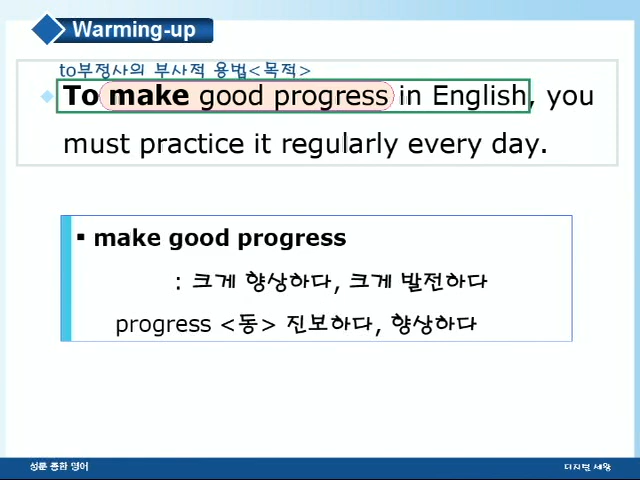 Warming-up
to부정사의 부사적 용법<목적>
To make good progress in English, you
must practice it regularly every day.
▪ make good progress
: 크게 향상하다, 크게 발전하다
progress <동> 진보하다, 향상하다
성문 종합 영어
디지털 세왕